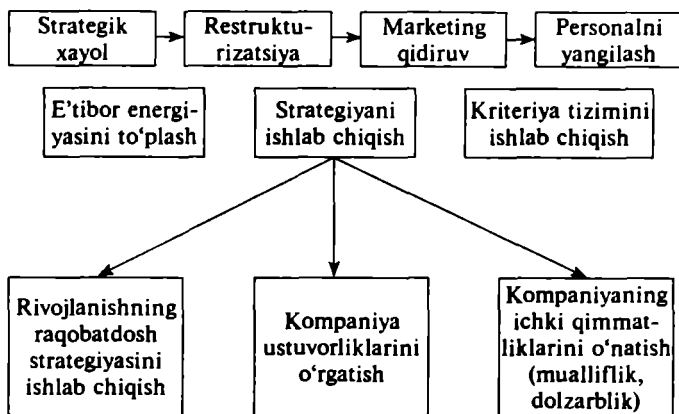 Strategik
xayol
Restruktu-
rizatsiya
Marketing
qidiruv
Personalni
yangilash
E'tibor energi-
yasini to‘plash
Strategiyani
ishlab chiqish
Kriteriya tizimini
ishlab chiqish
Rivojlanishning
raqobatdosh
strategiyasini
ishlab chiqish
Kompaniya
ustuvorliklarini
o‘rgatish
Kompaniyaning
ichki qimmat-
liklarini o‘natish
(mualliflik,
dolzarblik)